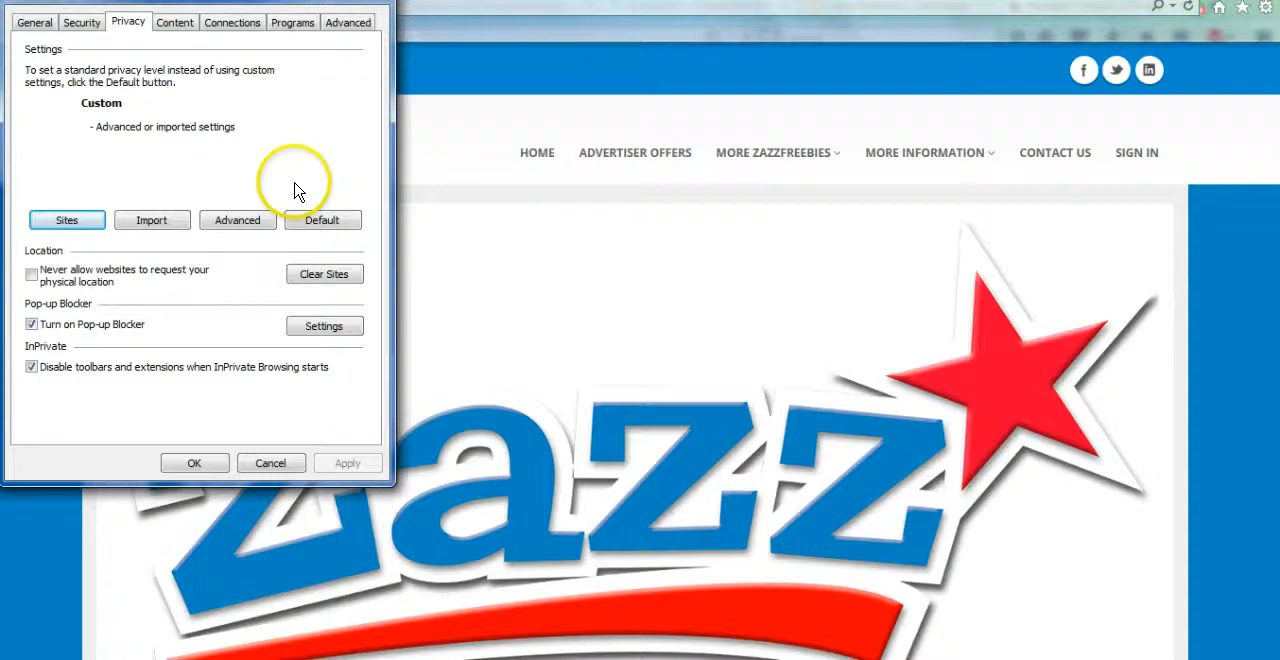 General Security Privacy Content Connections Programs Advanced
Settings
To set a standard privacy level instead of using custom
settings, click the Default button.
Custom
- Advanced or imported settings
Sites Import Advanced Default
Location
Never allow websites to request your
physical location
Clear Sites
Pop-up Blocker
Turn on Pop-up Blocker
Settings
InPrivate
Disable toolbars and extensions when InPrivate Browsing starts
OK Cancel Apply
f in
HOME ADVERTISER OFFERS MORE ZAZZFREEBIES MORE INFORMATION CONTACT US SIGN IN
zazz